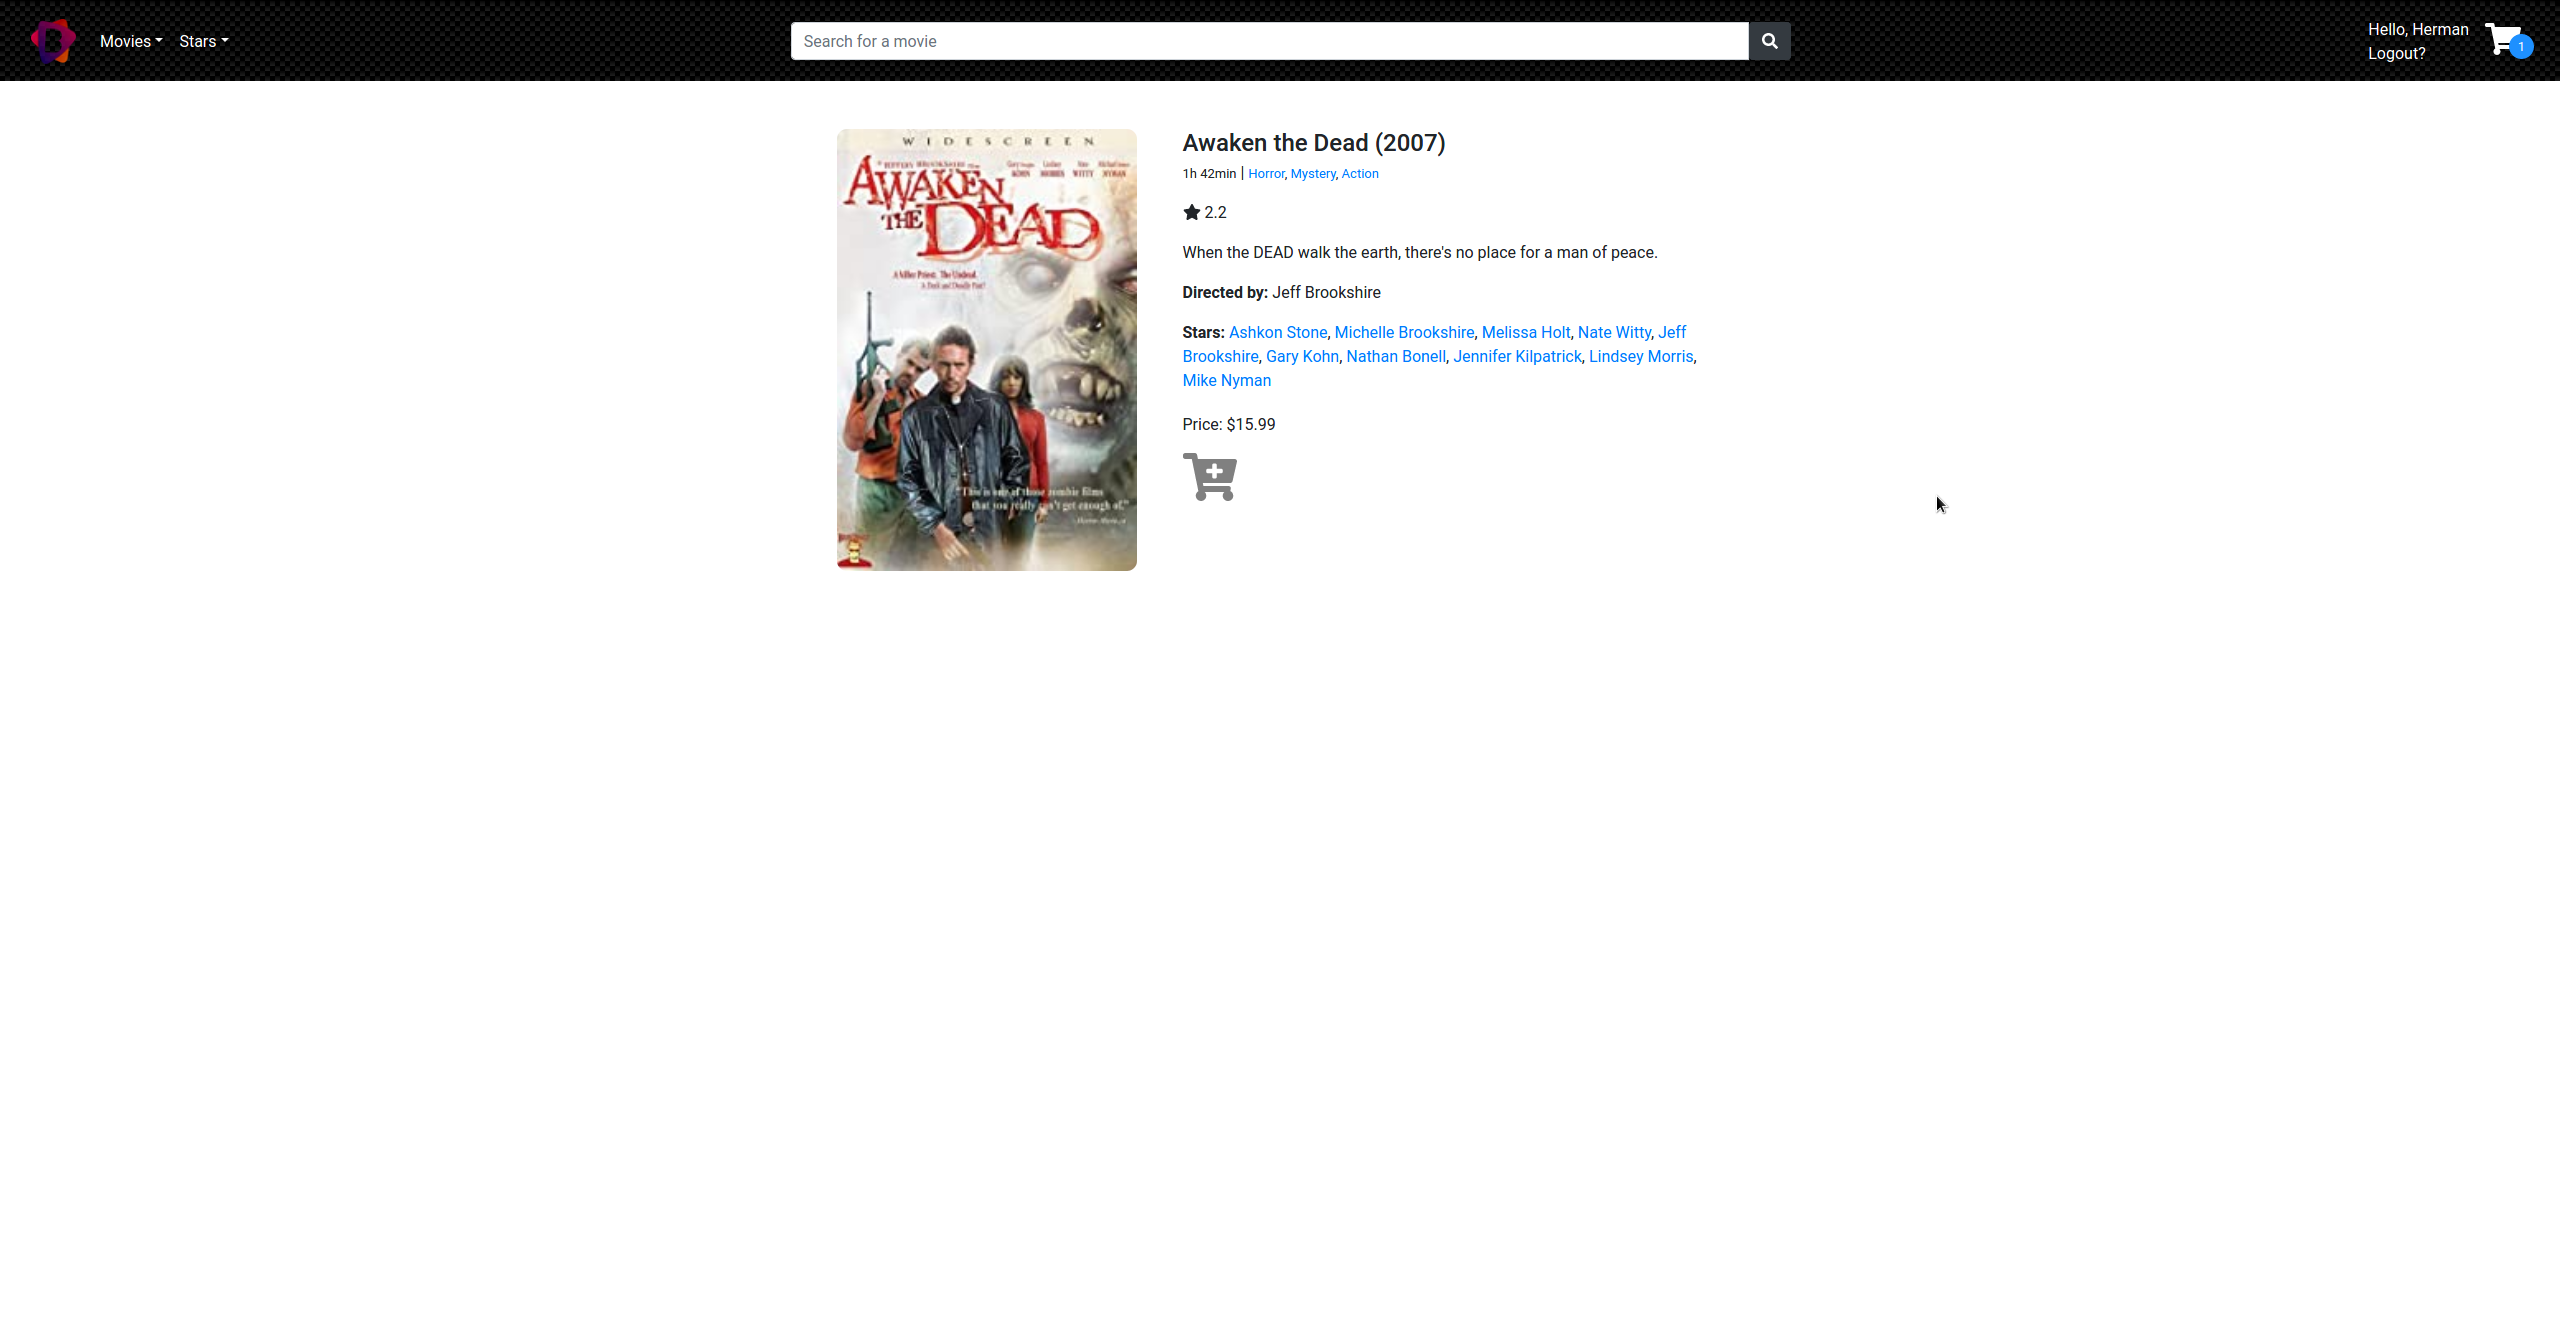 Movies Stars
Search for a movie
Hello, Herman
Logout?
1
WIDESCREEN
AWAKEN
THE DEAD
A Killer Priest. The Undead.
"This is one of those zombie films
that you really can't get enough of."
Awaken the Dead (2007)
1h 42min | Horror, Mystery, Action
2.2
When the DEAD walk the earth, there's no place for a man of peace.
Directed by: Jeff Brookshire
Stars: Ashkon Stone, Michelle Brookshire, Melissa Holt, Nate Witty, Jeff
Brookshire, Gary Kohn, Nathan Bonell, Jennifer Kilpatrick, Lindsey Morris,
Mike Nyman
Price: $15.99